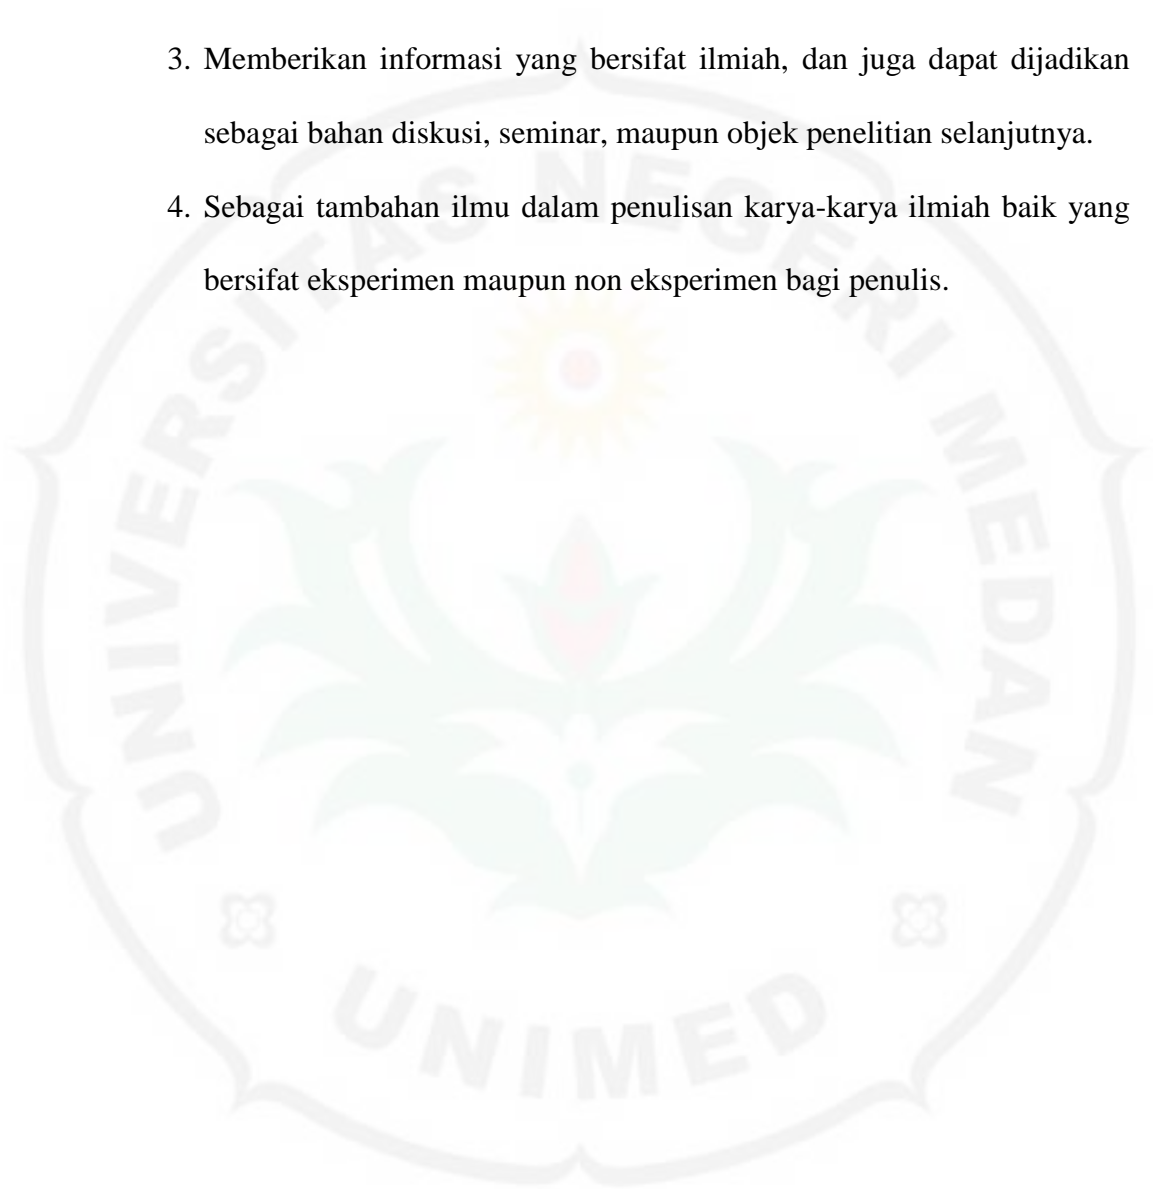 3. Memberikan informasi yang bersifat ilmiah, dan juga dapat dijadikan
sebagai bahan diskusi, seminar, maupun objek penelitian selanjutnya.
4. Sebagai tambahan ilmu dalam penulisan karya-karya ilmiah baik yang
bersifat eksperimen maupun non eksperimen bagi penulis.
UNIVERSITAS NEGERI MEDAN
UNIMED